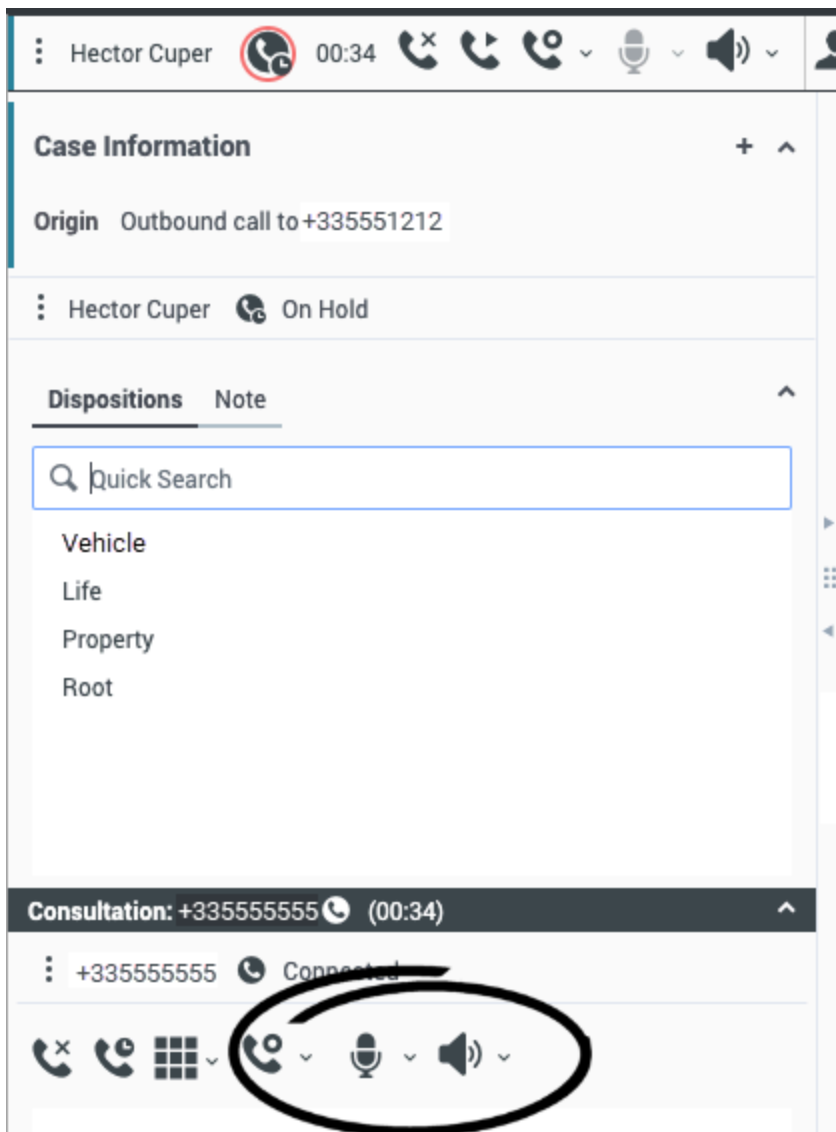 Hector Cuper 00:34
Case Information
Origin Outbound call to +335551212
Hector Cuper On Hold
Dispositions Note
Quick Search
Vehicle
Life
Property
Root
Consultation: +335555555 (00:34)
+335555555 Connected